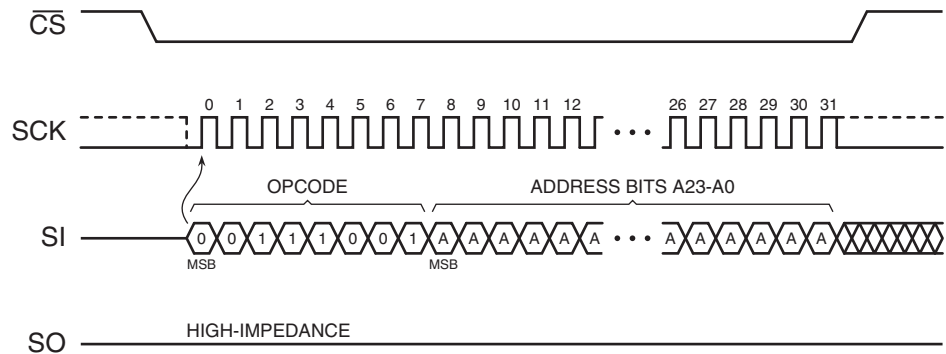 CS
0 1 2 3 4 5 6 7 8 9 10 11 12 26 27 28 29 30 31
SCK
OPCODE ADDRESS BITS A23-A0
SI 0 0 1 1 1 0 0 1 A A A A A A A A A A A A
MSB MSB
HIGH-IMPEDANCE
SO